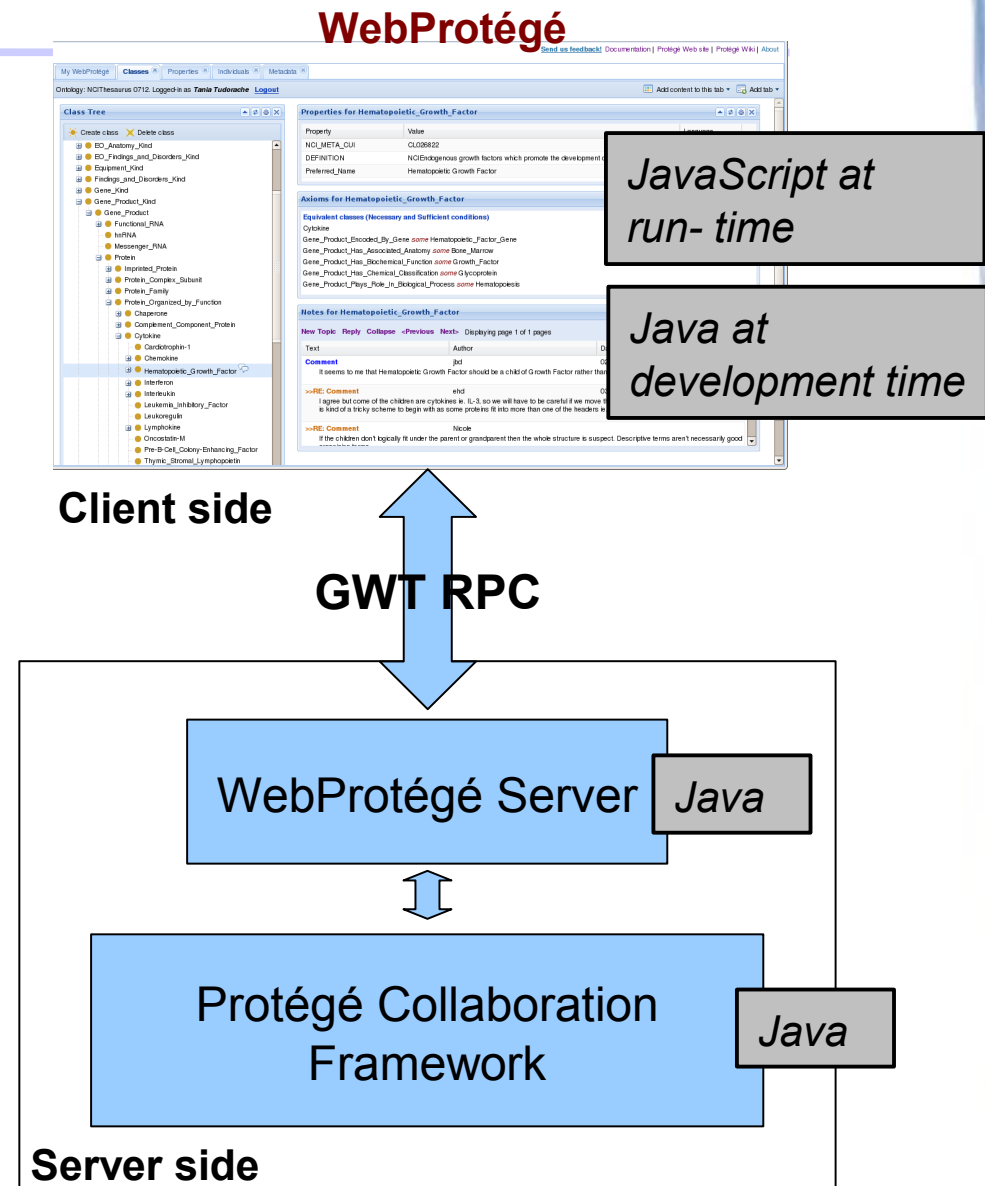 WebProtégé
Send us feedback! Documentation | Protégé Web site | Protégé Wiki | About
My WebProtégé Classes Properties Individuals Metadata
Ontology: NCIThesaurus 0712. Logged-in as Tania Tudorache Logout
Add content to this tab Add tab
Class Tree
Create class Delete class
EO_Anatomy_Kind
EO_Findings_and_Disorders_Kind
Equipment_Kind
Findings_and_Disorders_Kind
Gene_Kind
Gene_Product_Kind
Gene_Product
Functional_RNA
hnRNA
Messenger_RNA
Protein
Imprinted_Protein
Protein_Complex_Subunit
Protein_Family
Protein_Organized_by_Function
Chaperone
Complement_Component_Protein
Cytokine
Cardiotrophin-1
Chemokine
Hematopoietic_Growth_Factor
Interferon
Interleukin
Leukemia_Inhibitory_Factor
Leukoregulin
Lymphokine
Oncostatin-M
Pre-B-Cell_Colony-Enhancing_Factor
Thymic_Stromal_Lymphopoietin
Properties for Hematopoietic_Growth_Factor
Property Value Language
NCI_META_CUI CL026822
DEFINITION NCI Endogenous growth factors which promote the development
Preferred_Name Hematopoietic Growth Factor
Axioms for Hematopoietic_Growth_Factor
Equivalent classes (Necessary and Sufficient conditions)
Cytokine
Gene_Product_Encoded_By_Gene some Hematopoietic_Factor_Gene
Gene_Product_Has_Associated_Anatomy some Bone_Marrow
Gene_Product_Has_Biochemical_Function some Growth_Factor
Gene_Product_Has_Chemical_Classification some Glycoprotein
Gene_Product_Plays_Role_In_Biological_Process some Hematopoiesis
Notes for Hematopoietic_Growth_Factor
New Topic Reply Collapse <Previous Next> Displaying page 1 of 1 pages
Text Author
Comment jbd
It seems to me that Hematopoietic Growth Factor should be a child of Growth Factor rather than
>>RE: Comment ehd
I agree but come of the children are cytokines ie. IL-3, so we will have to be careful if we move
is kind of a tricky scheme to begin with as some proteins fit into more than one of the headers ie.
>>RE: Comment Nicole
If the children don't logically fit under the parent or grandparent then the whole structure is suspect. Descriptive terms aren't necessarily good
JavaScript at
run- time
Java at
development time
Client side
GWT RPC
WebProtégé Server
Java
Protégé Collaboration
Framework
Java
Server side